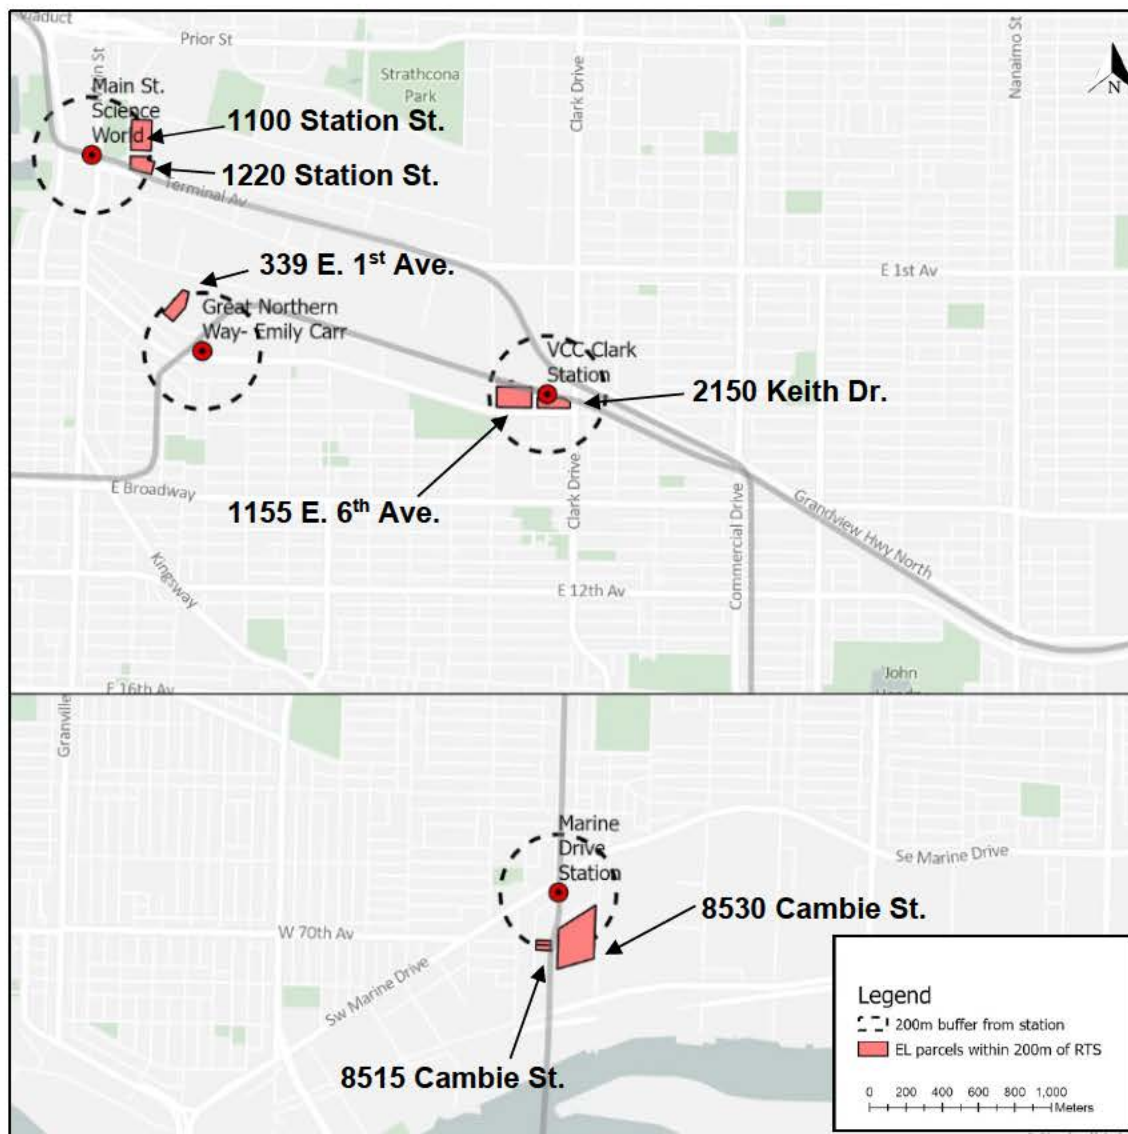 Prior St
Main St
Nanaimo St
Strathcona
Park
Clark Drive
N
Main St.
Science
World
1100 Station St.
1220 Station St.
Terminal Av
339 E. 1st Ave.
E 1st Av
Great Northern
Way- Emily Carr
VCC Clark
Station
2150 Keith Dr.
E Broadway
1155 E. 6th Ave.
Clark Drive
Commercial Drive
Grandview Hwy North
Kingsway
E 12th Av
E 16th Av
John
Granville
Marine
Drive
Station
Se Marine Drive
8530 Cambie St.
W 70th Av
Sw Marine Drive
8515 Cambie St.
Legend
200m buffer from station
EL parcels within 200m of RTS
0 200 400 600 800 1,000
Meters